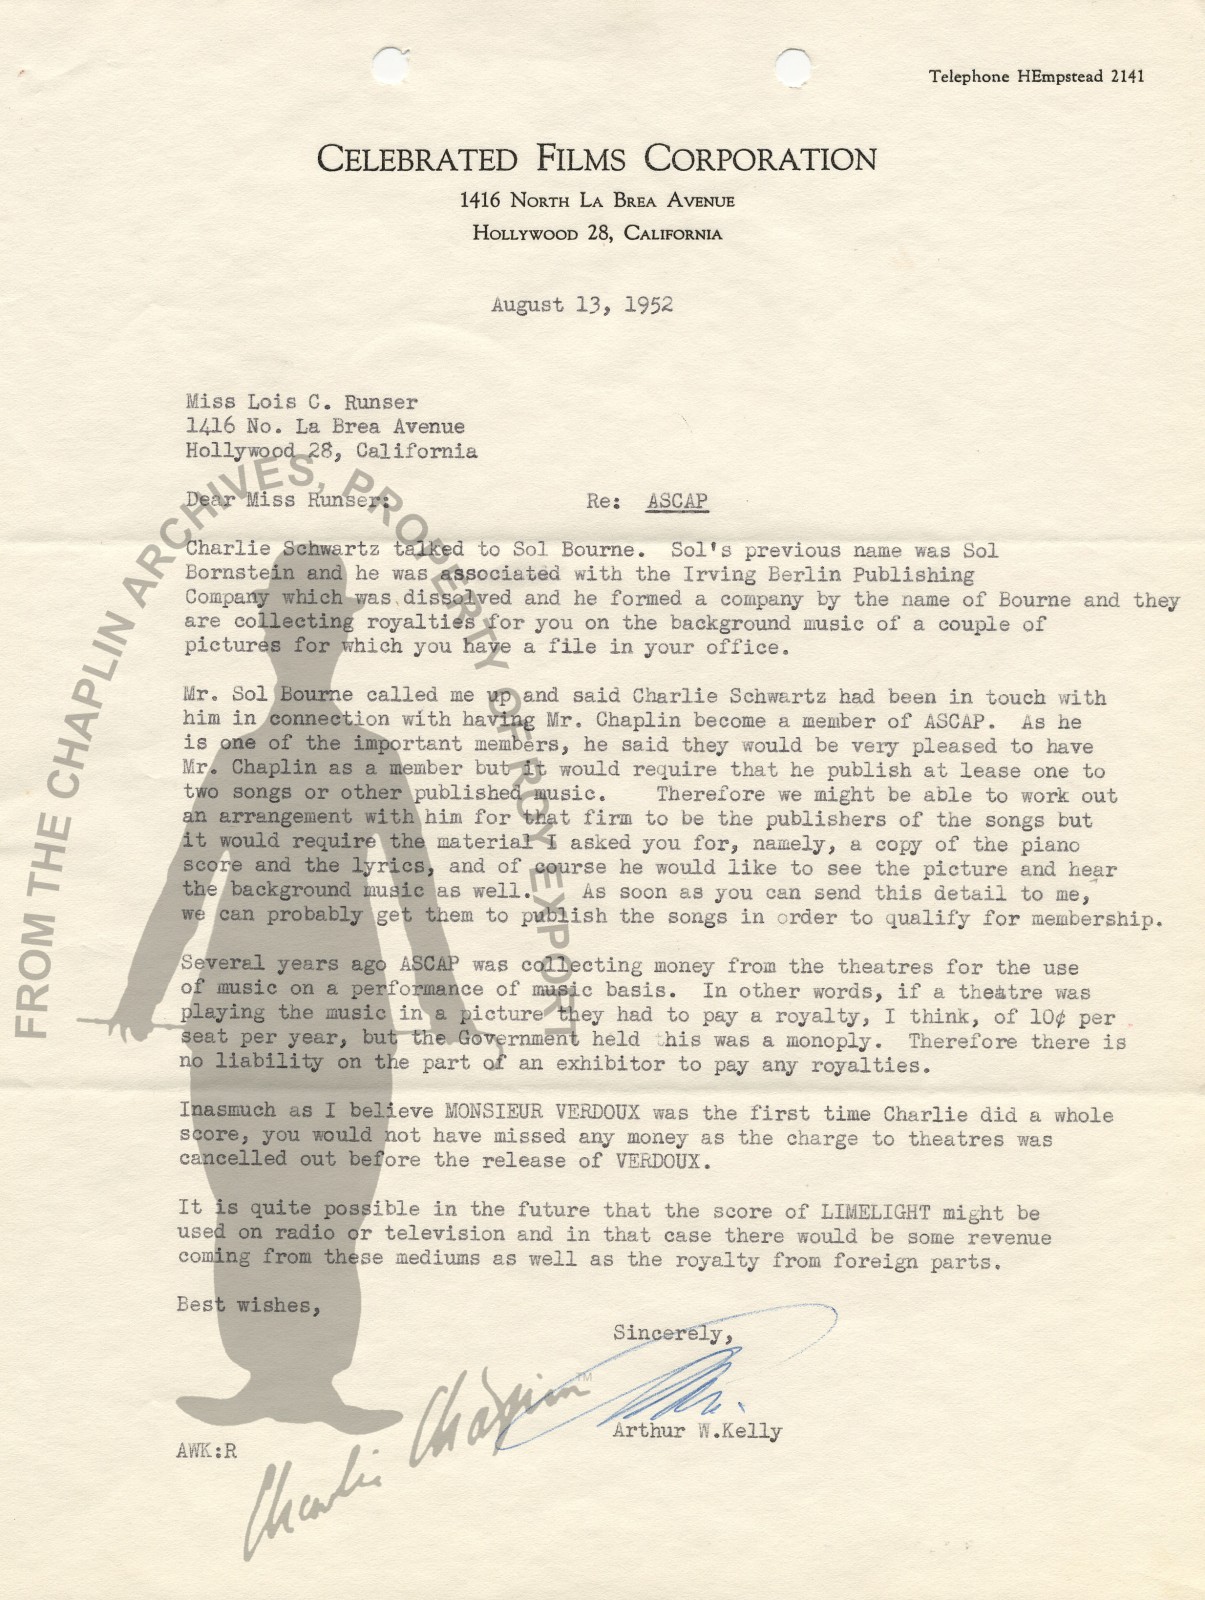 Telephone HEmpstead 2141
CELEBRATED FILMS CORPORATION
1416 NORTH LA BREA AVENUE
HOLLYWOOD 28, CALIFORNIA
August 13, 1952
Miss Lois C. Runser
1416 No. La Brea Avenue
Hollywood 28, California
Dear Miss Runser: Re: ASCAP
Charlie Schwartz talked to Sol Bourne. Sol's previous name was Sol
Bornstein and he was associated with the Irving Berlin Publishing
Company which was dissolved and he formed a company by the name of Bourne and they
are collecting royalties for you on the background music of a couple of
pictures for which you have a file in your office.
Mr. Sol Bourne called me up and said Charlie Schwartz had been in touch with
him in connection with having Mr. Chaplin become a member of ASCAP. As he
is one of the important members, he said they would be very pleased to have
Mr. Chaplin as a member but it would require that he publish at lease one to
two songs or other published music. Therefore we might be able to work out
an arrangement with him for that firm to be the publishers of the songs but
it would require the material I asked you for, namely, a copy of the piano
score and the lyrics, and of course he would like to see the picture and hear
the background music as well. As soon as you can send this detail to me,
we can probably get them to publish the songs in order to qualify for membership.
Several years ago ASCAP was collecting money from the theatres for the use
of music on a performance of music basis. In other words, if a theatre was
playing the music in a picture they had to pay a royalty, I think, of 10¢ per
seat per year, but the Government held this was a monoply. Therefore there is
no liability on the part of an exhibitor to pay any royalties.
Inasmuch as I believe MONSIEUR VERDOUX was the first time Charlie did a whole
score, you would not have missed any money as the charge to theatres was
cancelled out before the release of VERDOUX.
It is quite possible in the future that the score of LIMELIGHT might be
used on radio or television and in that case there would be some revenue
coming from these mediums as well as the royalty from foreign parts.
Best wishes,
Sincerely,
Arthur W.Kelly
AWK:R
FROM THE CHAPLIN ARCHIVES, PROPERTY OF ROY EXPORT
Charlie Chaplin™